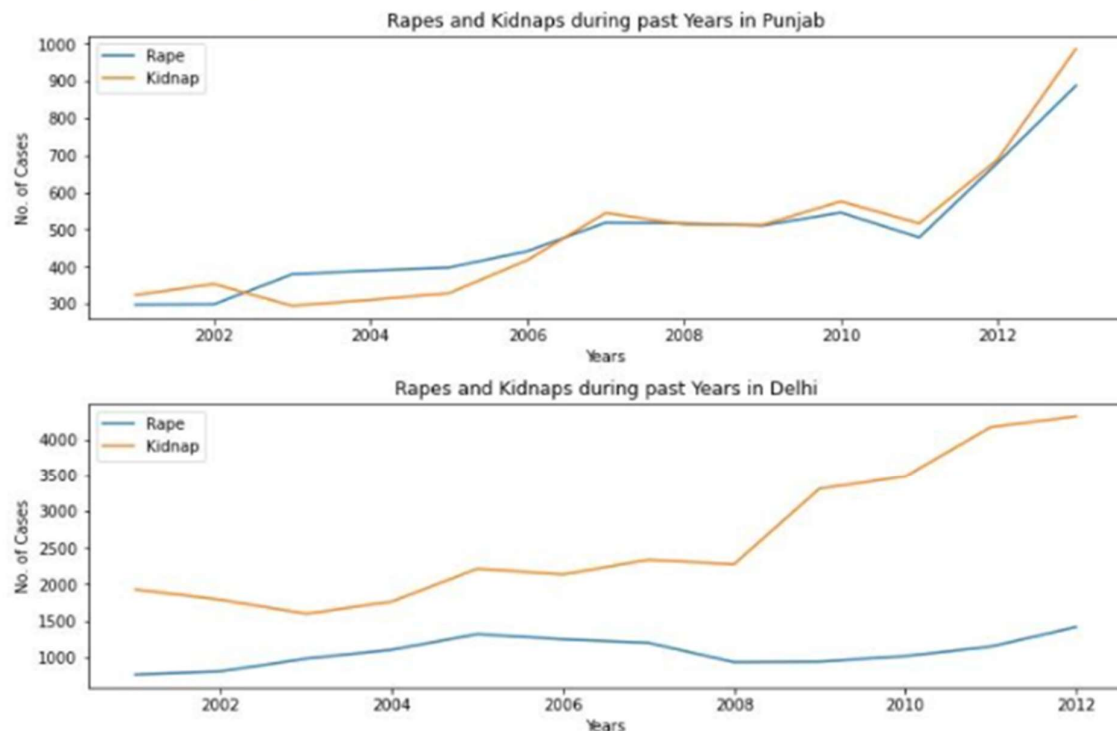 Rapes and Kidnaps during past Years in Punjab
Rape
Kidnap
No. of Cases
1000
900
800
700
600
500
400
300
2002 2004 2006 2008 2010 2012
Years
Rapes and Kidnaps during past Years in Delhi
Rape
Kidnap
No. of Cases
4000
3500
3000
2500
2000
1500
1000
2002 2004 2006 2008 2010 2012
Years